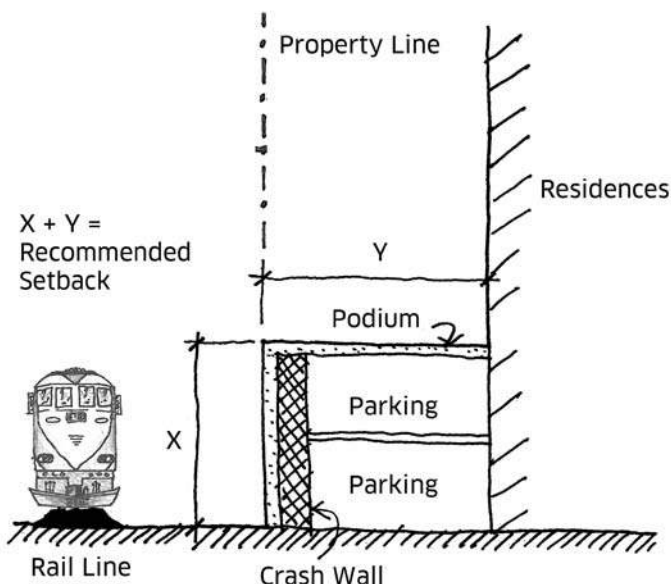 Property Line
Residences
X + Y =
Recommended
Setback
Y
Podium
X
Parking
Parking
Rail Line
Crash Wall